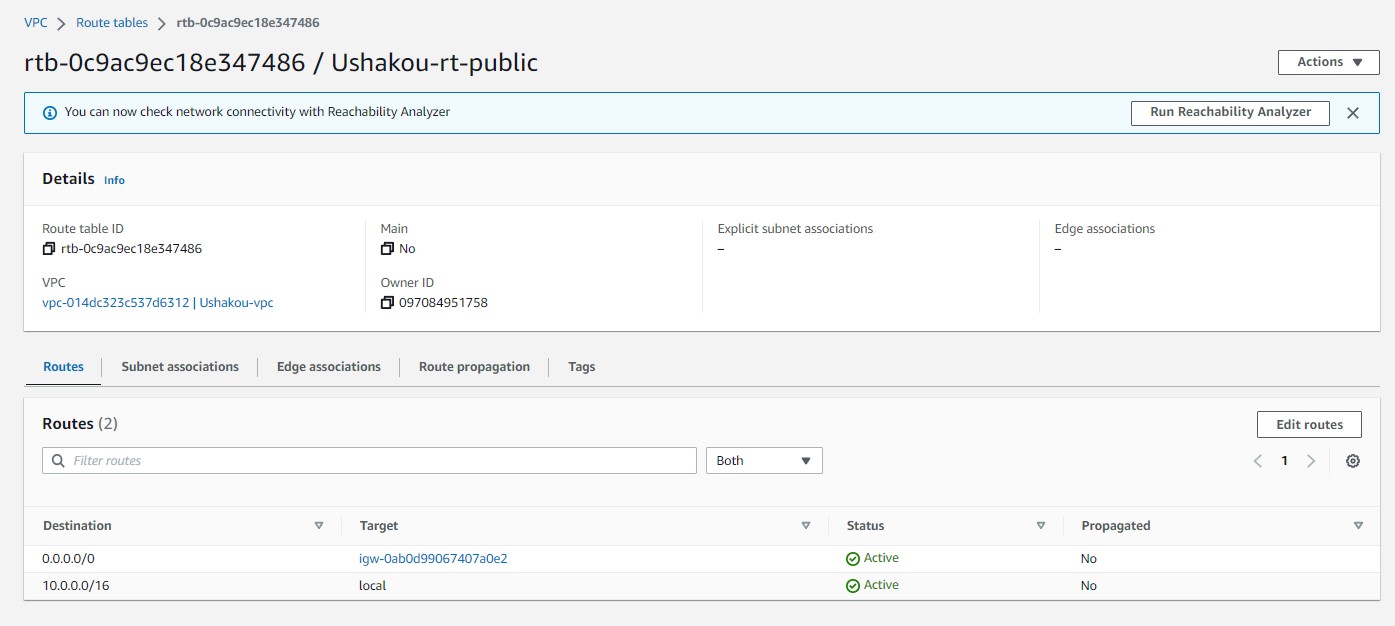 VPC > Route tables > rtb-0c9ac9ec18e347486
rtb-0c9ac9ec18e347486 / Ushakou-rt-public
Actions
You can now check network connectivity with Reachability Analyzer
Run Reachability Analyzer
Details Info
Route table ID
rtb-0c9ac9ec18e347486
VPC
vpc-014dc323c537d6312 | Ushakou-vpc
Main
No
Owner ID
097084951758
Explicit subnet associations
–
Edge associations
–
Routes Subnet associations Edge associations Route propagation Tags
Routes (2)
Edit routes
Filter routes
Both
1
Destination Target Status Propagated
0.0.0.0/0 igw-0ab0d99067407a0e2 Active No
10.0.0.0/16 local Active No